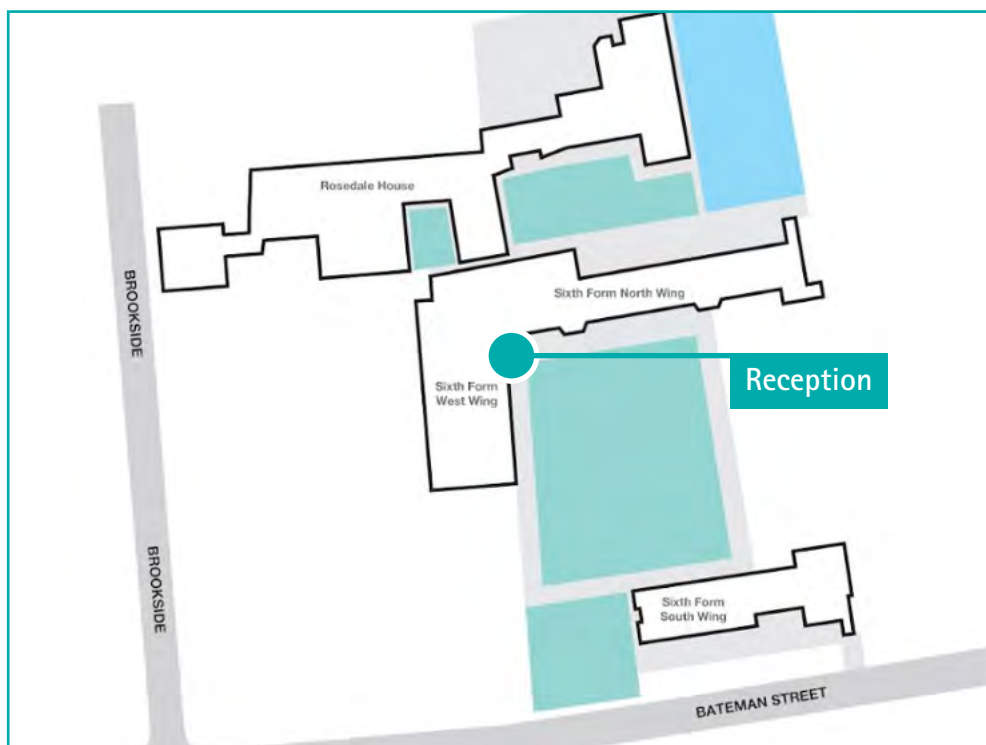 Rosedale House
BROOKSIDE
Sixth Form North Wing
Reception
Sixth Form
West Wing
BROOKSIDE
Sixth Form
South Wing
BATEMAN STREET